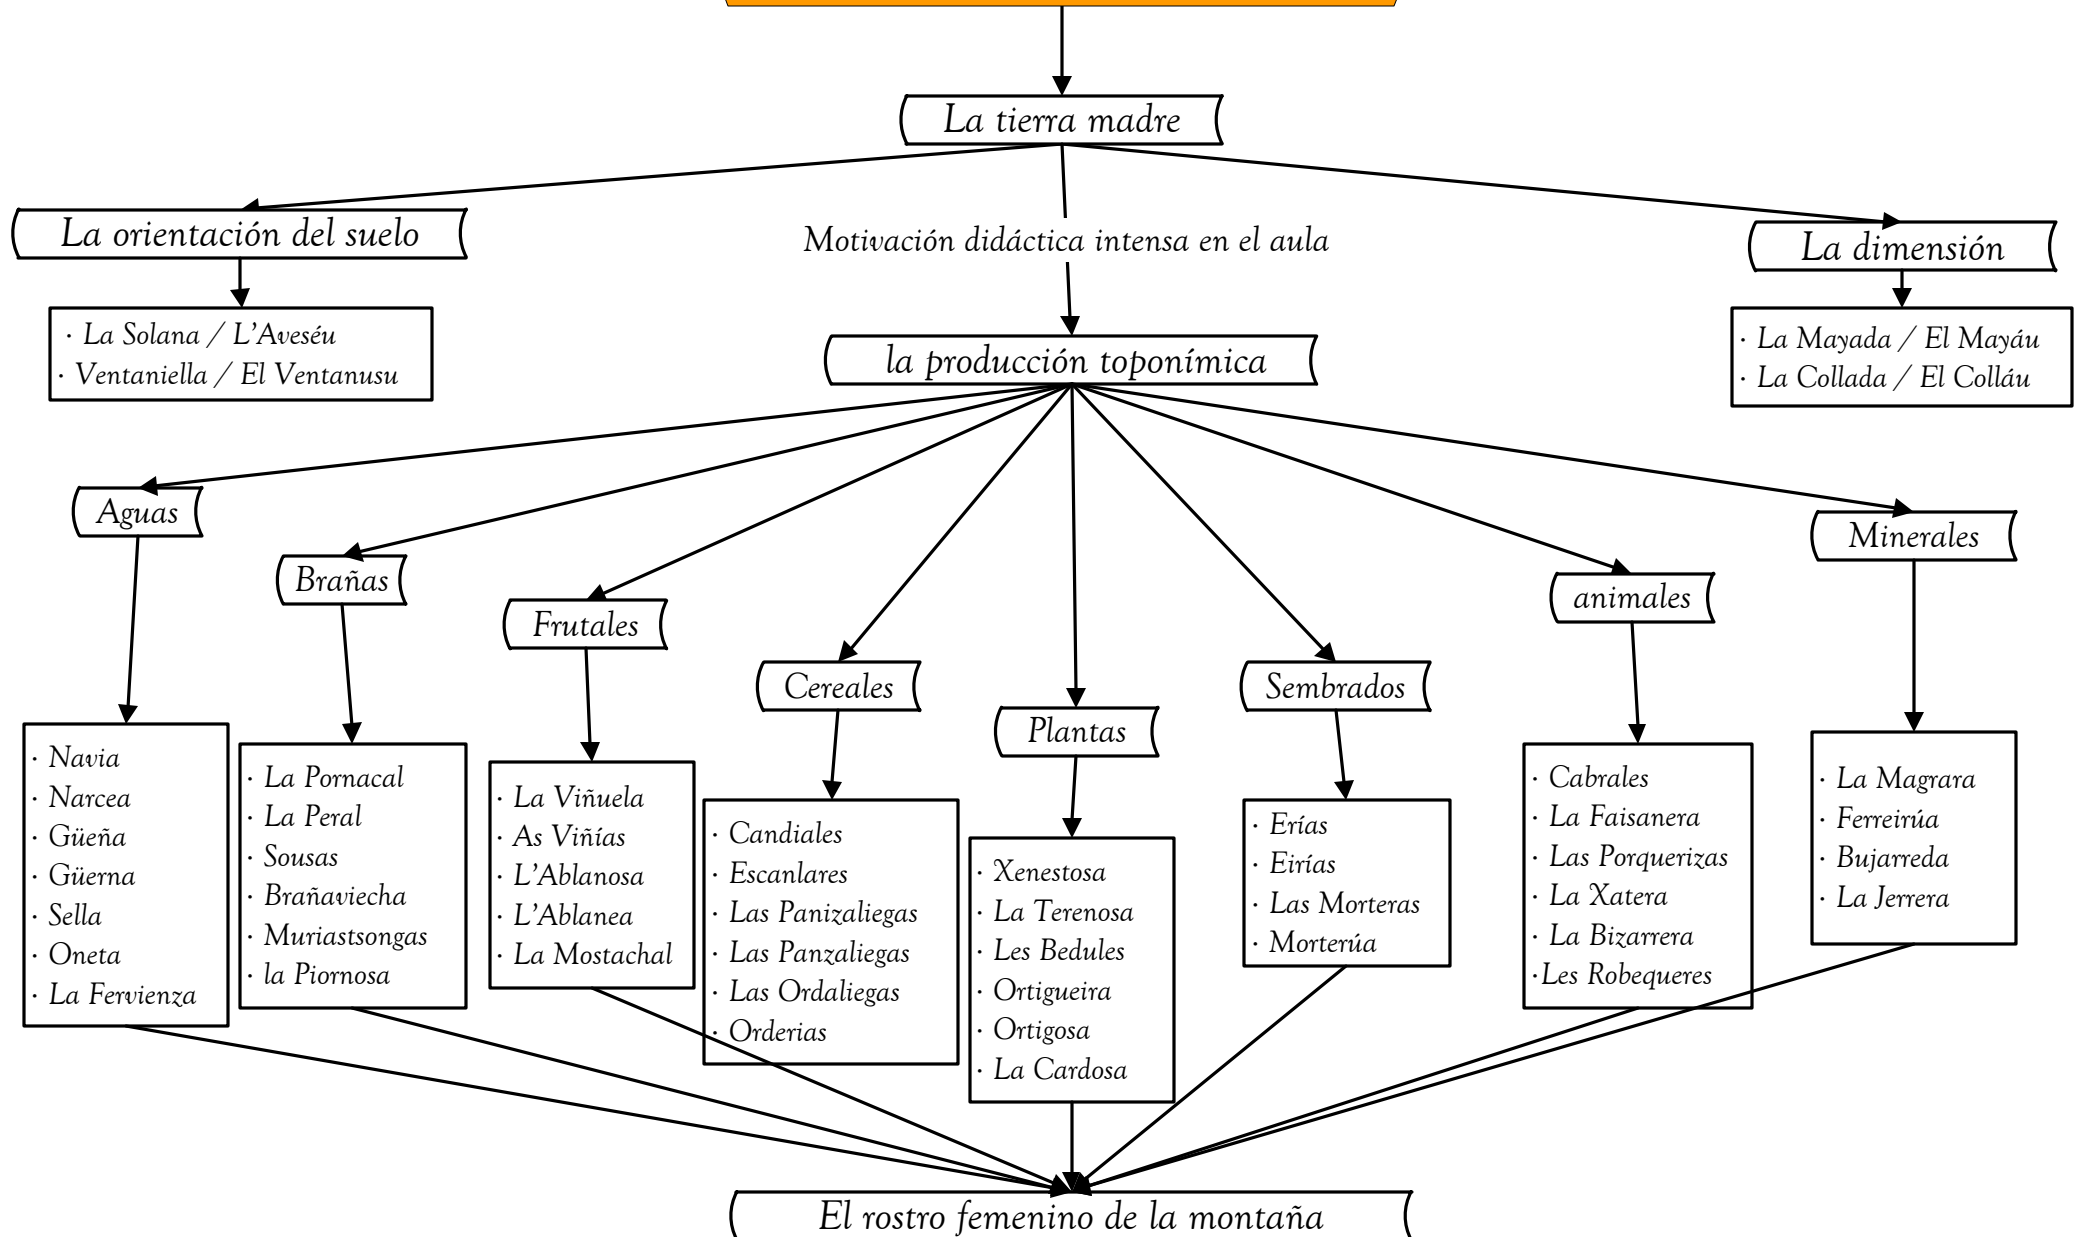 La tierra madre
La orientación del suelo
· La Solana / L'Aveséu
· Ventaniella / El Ventanusu
Motivación didáctica intensa en el aula
La dimensión
· La Mayada / El Mayáu
· La Collada / El Colláu
la producción toponímica
Aguas
· Navia
· Narcea
· Güeña
· Güerna
· Sella
· Oneta
· La Fervienza
Brañas
· La Pornacal
· La Peral
· Sousas
· Brañaviecha
· Muriastsongas
· la Piornosa
Frutales
· La Viñuela
· As Viñías
· L'Ablanosa
· L'Ablanea
· La Mostachal
Cereales
· Candiales
· Escanlares
· Las Panizaliegas
· Las Panzaliegas
· Las Ordaliegas
· Orderias
Plantas
· Xenestosa
· La Terenosa
· Les Bedules
· Ortigueira
· Ortigosa
· La Cardosa
Sembrados
· Erías
· Eirías
· Las Morteras
· Morterúa
animales
· Cabrales
· La Faisanera
· Las Porquerizas
· La Xatera
· La Bizarrera
·Les Robequeres
Minerales
· La Magrara
· Ferreirúa
· Bujarreda
· La Jerrera
El rostro femenino de la montaña